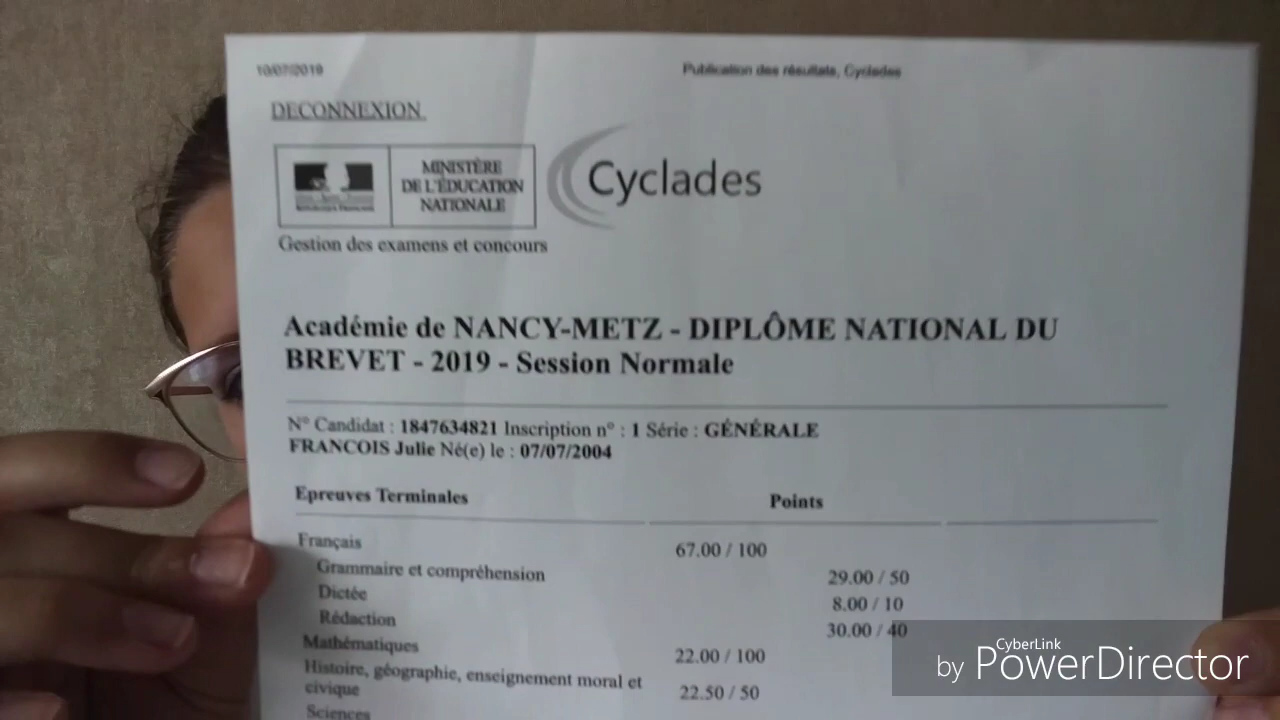 10/07/2019 Publication des résultats, Cyclades
DECONNEXION
MINISTÈRE
DE L'ÉDUCATION
NATIONALE
Cyclades
Gestion des examens et concours
Académie de NANCY-METZ - DIPLÔME NATIONAL DU
BREVET - 2019 - Session Normale
N° Candidat : 1847634821 Inscription n° : 1 Série : GÉNÉRALE
FRANCOIS Julie Né(e) le : 07/07/2004
Epreuves Terminales Points
Français 67.00 / 100
Grammaire et compréhension 29.00 / 50
Dictée 8.00 / 10
Rédaction 30.00 / 40
Mathématiques 22.00 / 100
Histoire, géographie, enseignement moral et
civique 22.50 / 50
Sciences
CyberLink
by PowerDirector